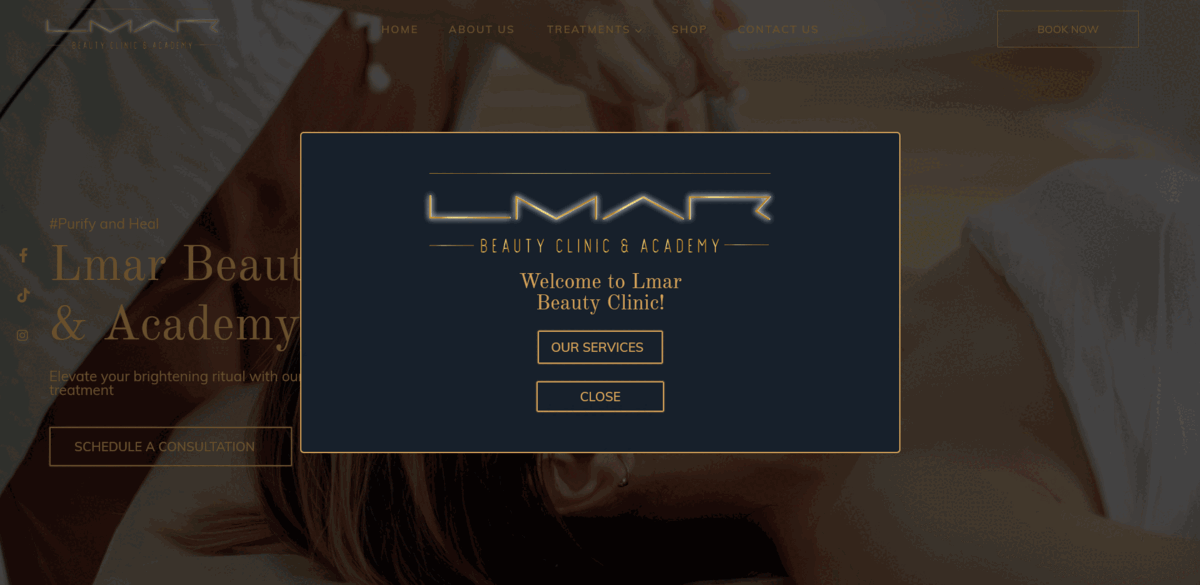 LMAR
BEAUTY CLINIC & ACADEMY
HOME
ABOUT US
TREATMENTS
SHOP
CONTACT US
BOOK NOW
#Purify and Heal
Lmar Beaut
& Academy
Elevate your brightening ritual with our
treatment
SCHEDULE A CONSULTATION
LMAR
BEAUTY CLINIC & ACADEMY
Welcome to Lmar
Beauty Clinic!
OUR SERVICES
CLOSE